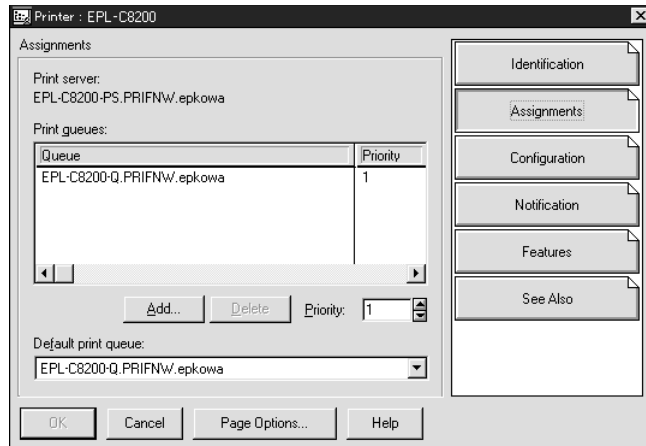 Printer : EPL-C8200
Assignments
Print server:
EPL-C8200-PS.PRIFNW.epkowa
Print queues:
Queue Priority
EPL-C8200-Q.PRIFNW.epkowa 1
Add... Delete Priority: 1
Default print queue:
EPL-C8200-Q.PRIFNW.epkowa
OK Cancel Page Options... Help
Identification
Assignments
Configuration
Notification
Features
See Also